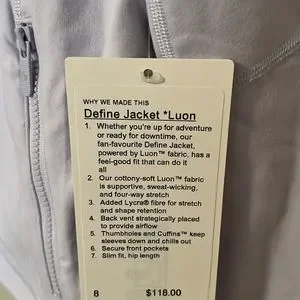 WHY WE MADE THIS
Define Jacket *Luon
1. Whether you're up for adventure
or ready for downtime, our
fan-favourite Define Jacket,
powered by Luon™ fabric, has a
feel-good fit that can do it
all
2. Our cottony-soft Luon™ fabric
is supportive, sweat-wicking,
and four-way stretch
3. Added Lycra® fibre for stretch
and shape retention
4. Back vent strategically placed
to provide airflow
5. Thumbholes and Cuffins™ keep
sleeves down and chills out
6. Secure front pockets
7. Slim fit, hip length
8 $118.00